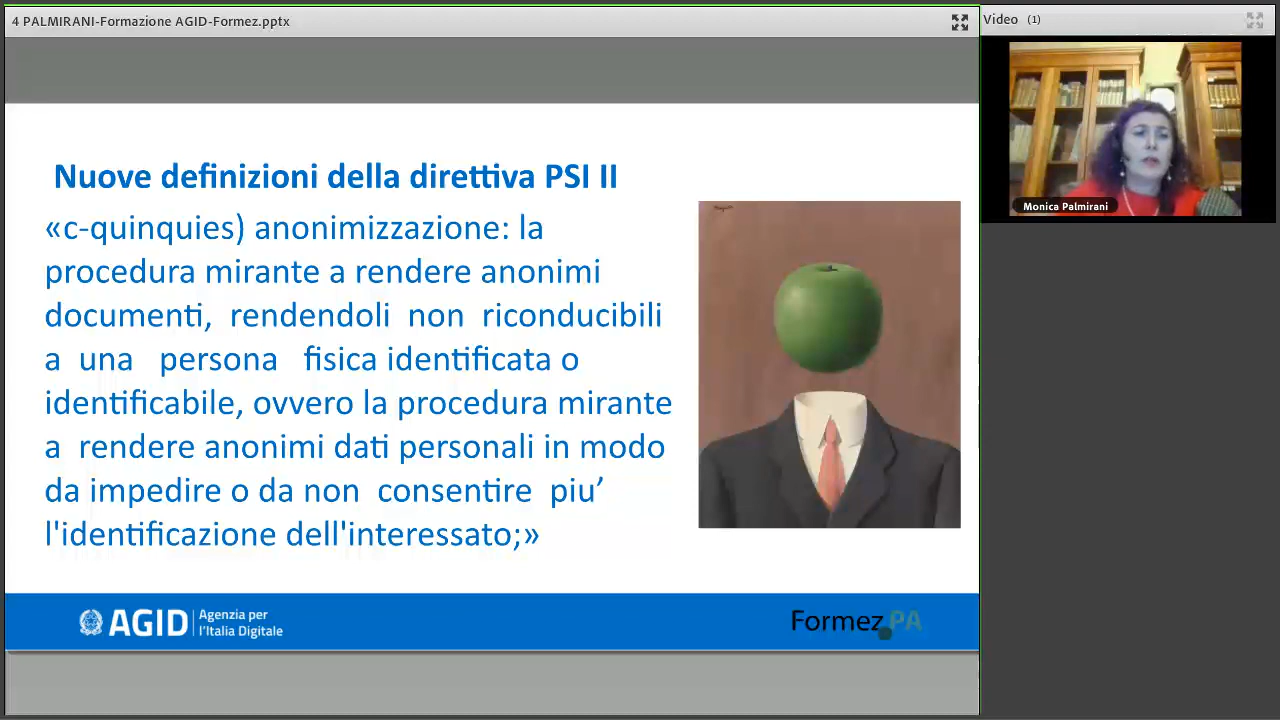 4 PALMIRANI-Formazione AGID-Formez.pptx
Video (1)
Monica Palmirani
Nuove definizioni della direttiva PSI II
«c-quinquies) anonimizzazione: la
procedura mirante a rendere anonimi
documenti, rendendoli non riconducibili
a una persona fisica identificata o
identificabile, ovvero la procedura mirante
a rendere anonimi dati personali in modo
da impedire o da non consentire piu’
l'identificazione dell'interessato;»
AGID
Agenzia per
l’Italia Digitale
Formez PA